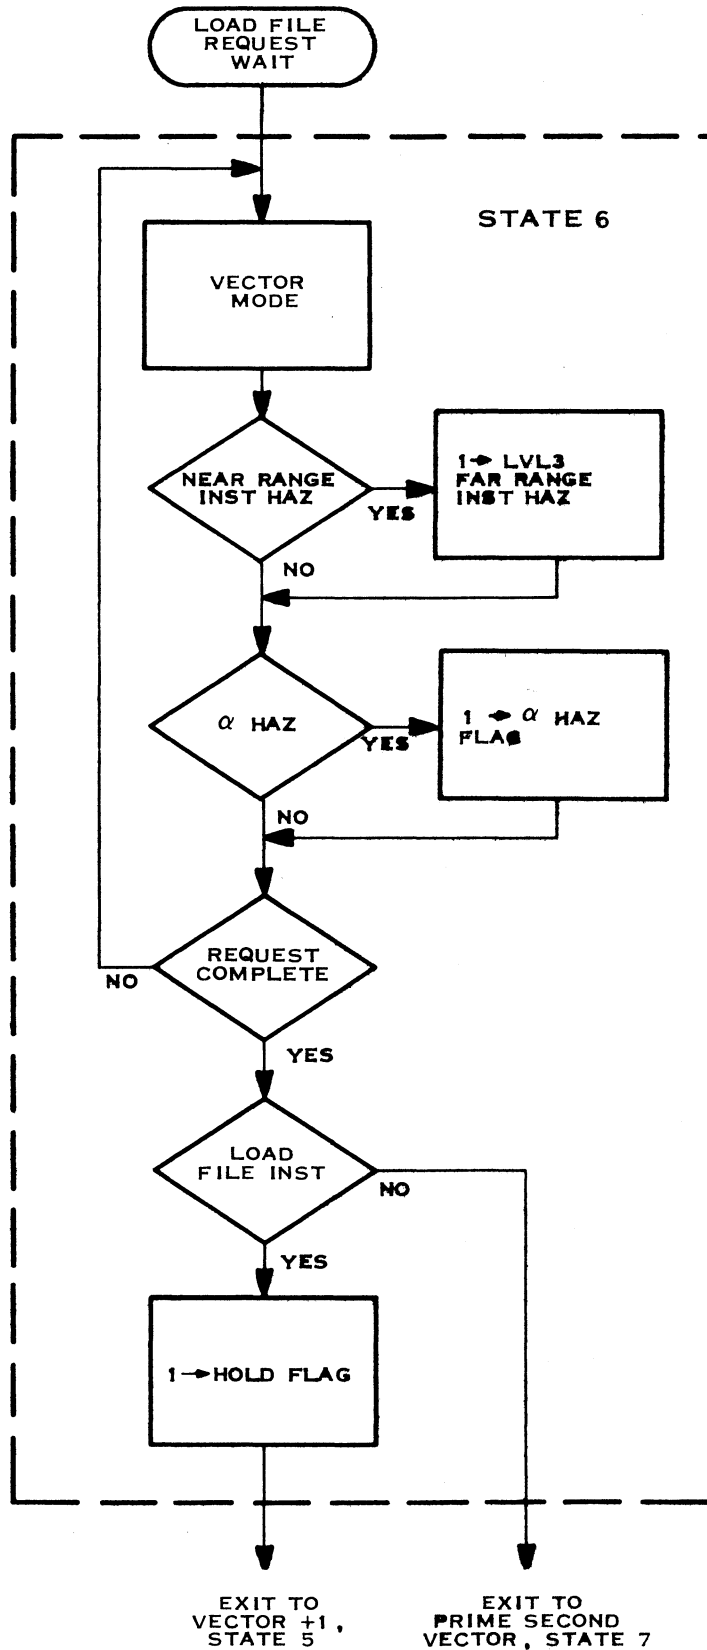 LOAD FILE
REQUEST
WAIT
STATE 6
VECTOR
MODE
NEAR RANGE
INST HAZ
YES
1→ LVL3
FAR RANGE
INST HAZ
NO
α HAZ
YES
1 → α HAZ
FLAG
NO
REQUEST
COMPLETE
NO
YES
LOAD
FILE INST
NO
YES
1→HOLD FLAG
EXIT TO
VECTOR +1,
STATE 5
EXIT TO
PRIME SECOND
VECTOR, STATE 7